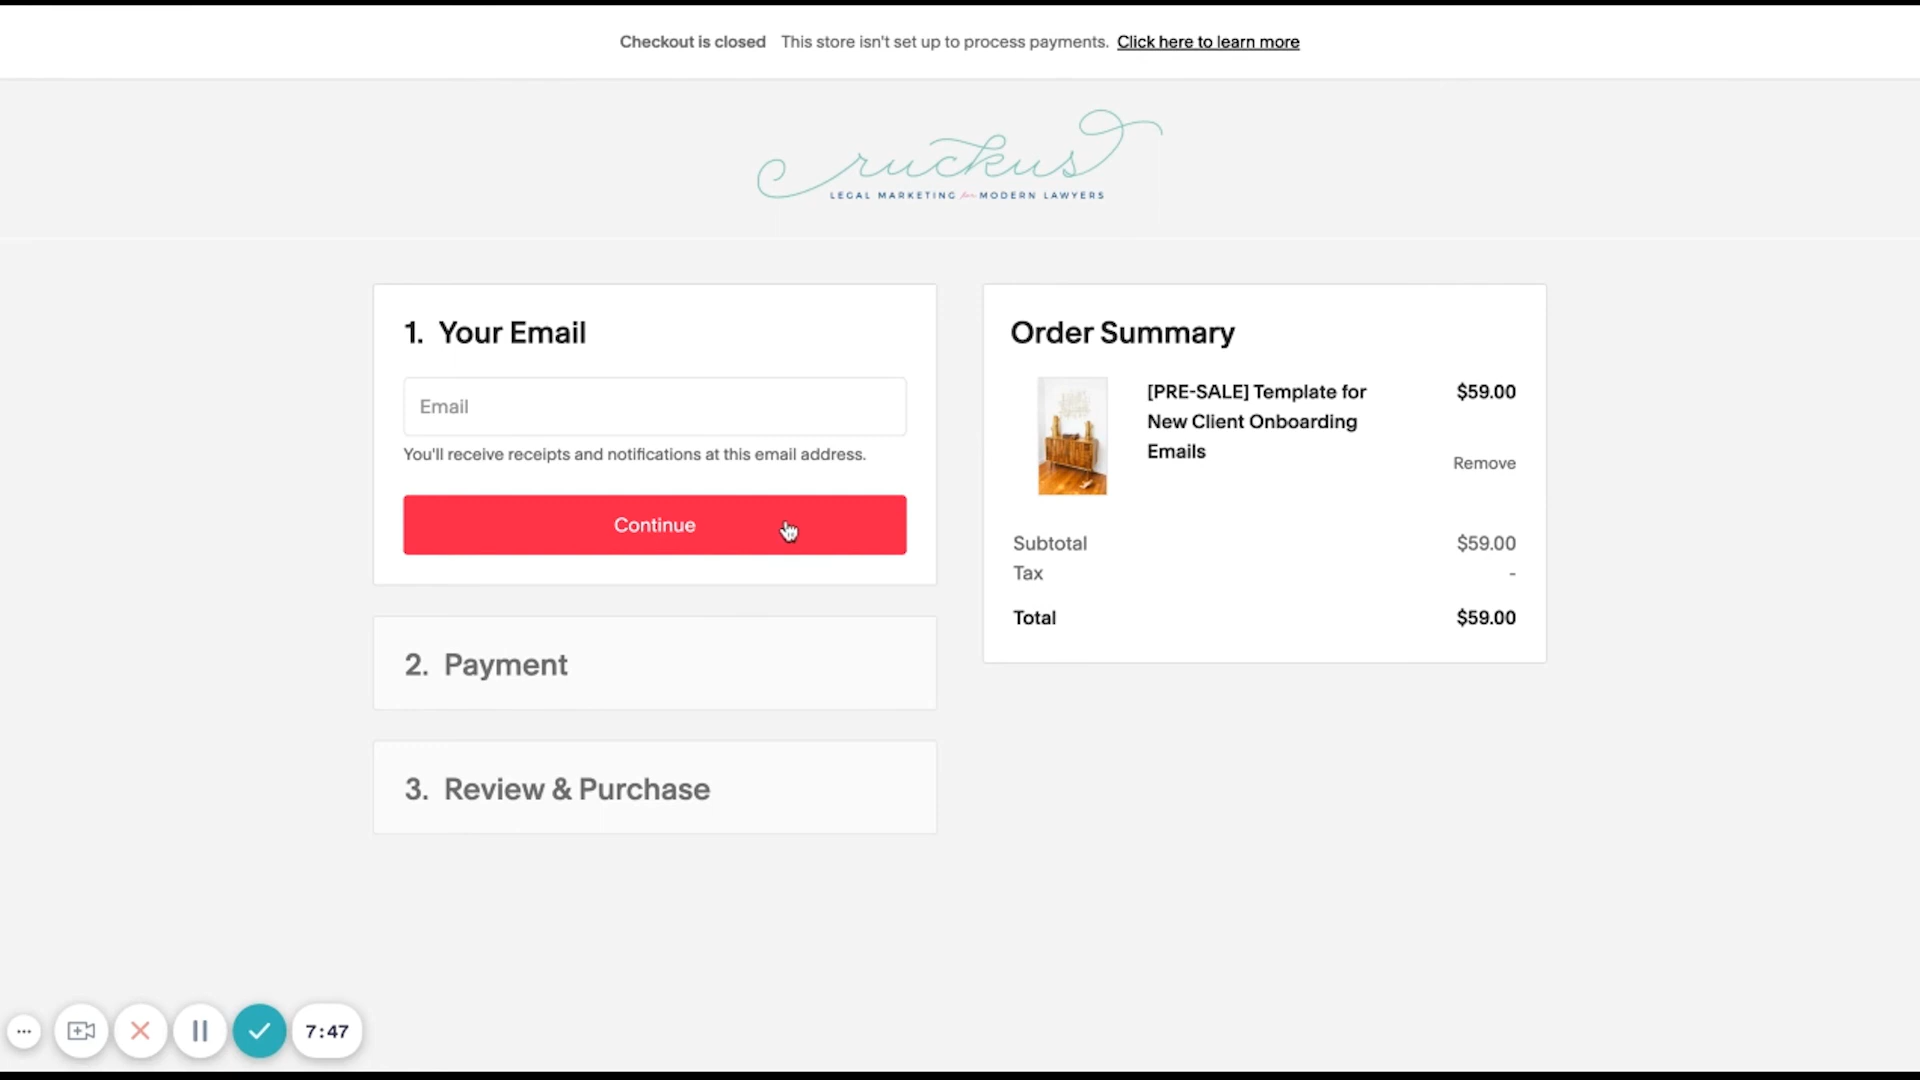 Checkout is closed This store isn't set up to process payments. Click here to learn more
ruckus
LEGAL MARKETING for MODERN LAWYERS
1. Your Email
Email
You'll receive receipts and notifications at this email address.
Continue
2. Payment
3. Review & Purchase
Order Summary
[PRE-SALE] Template for
New Client Onboarding
Emails
$59.00
Remove
Subtotal $59.00
Tax -
Total $59.00
7:47